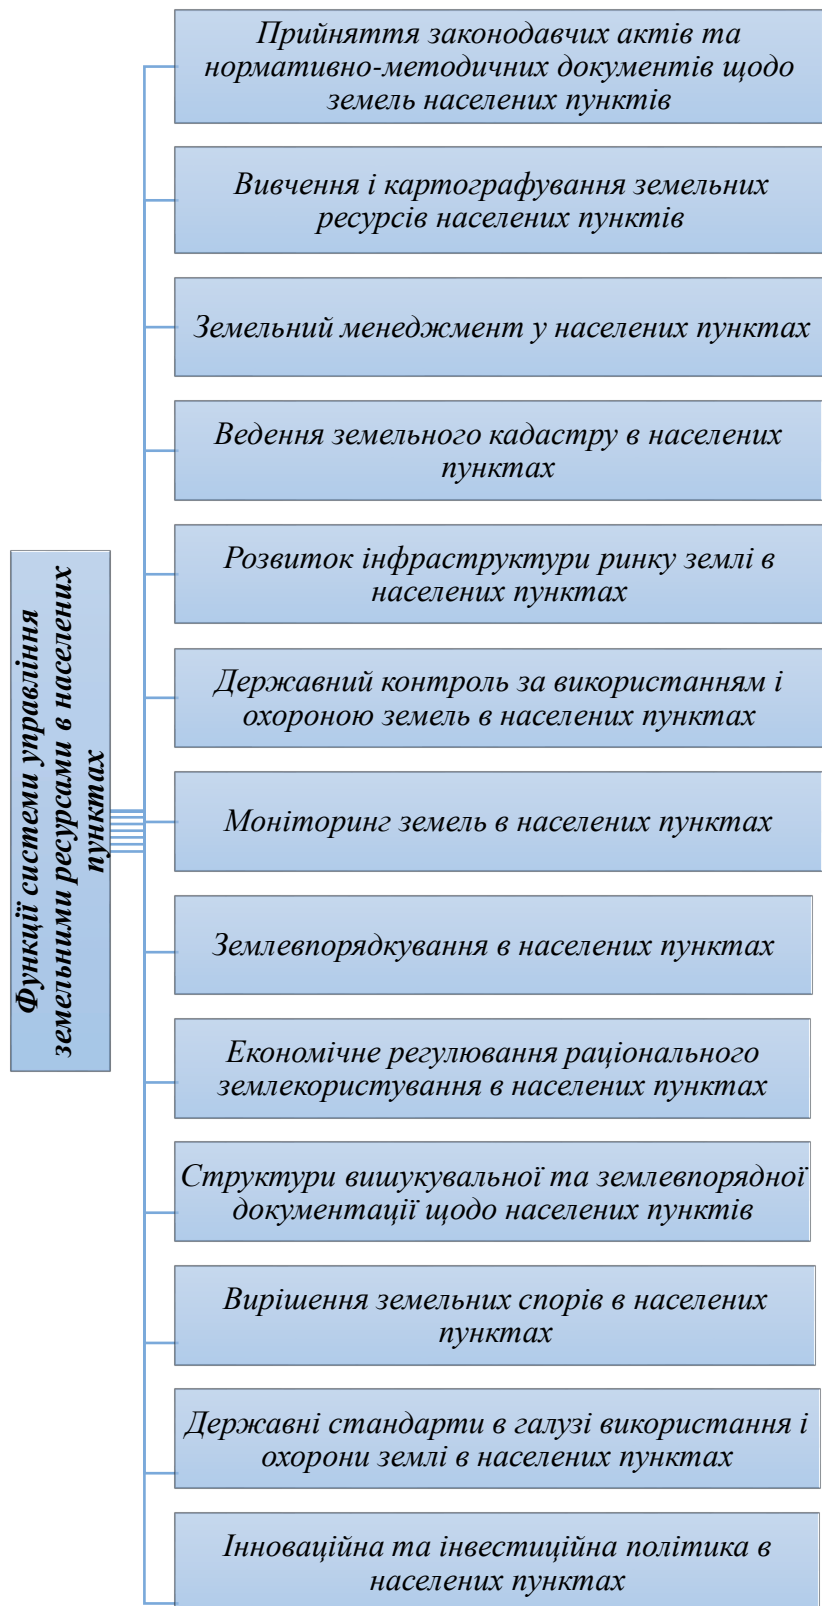 Функції системи управління
земельними ресурсами в населених
пунктах
Прийняття законодавчих актів та
нормативно-методичних документів щодо
земель населених пунктів
Вивчення і картографування земельних
ресурсів населених пунктів
Земельний менеджмент у населених пунктах
Ведення земельного кадастру в населених
пунктах
Розвиток інфраструктури ринку землі в
населених пунктах
Державний контроль за використанням і
охороною земель в населених пунктах
Моніторинг земель в населених пунктах
Землевпорядкування в населених пунктах
Економічне регулювання раціонального
землекористування в населених пунктах
Структури вишукувальної та землевпорядної
документації щодо населених пунктів
Вирішення земельних спорів в населених
пунктах
Державні стандарти в галузі використання і
охорони землі в населених пунктах
Інноваційна та інвестиційна політика в
населених пунктах